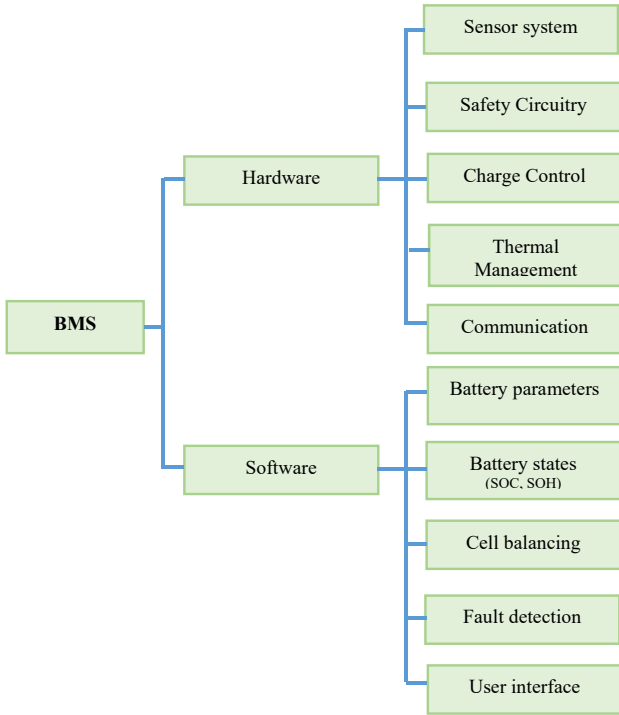 Sensor system
Safety Circuitry
Hardware
Charge Control
Thermal
Management
BMS
Communication
Battery parameters
Software
Battery states
(SOC, SOH)
Cell balancing
Fault detection
User interface